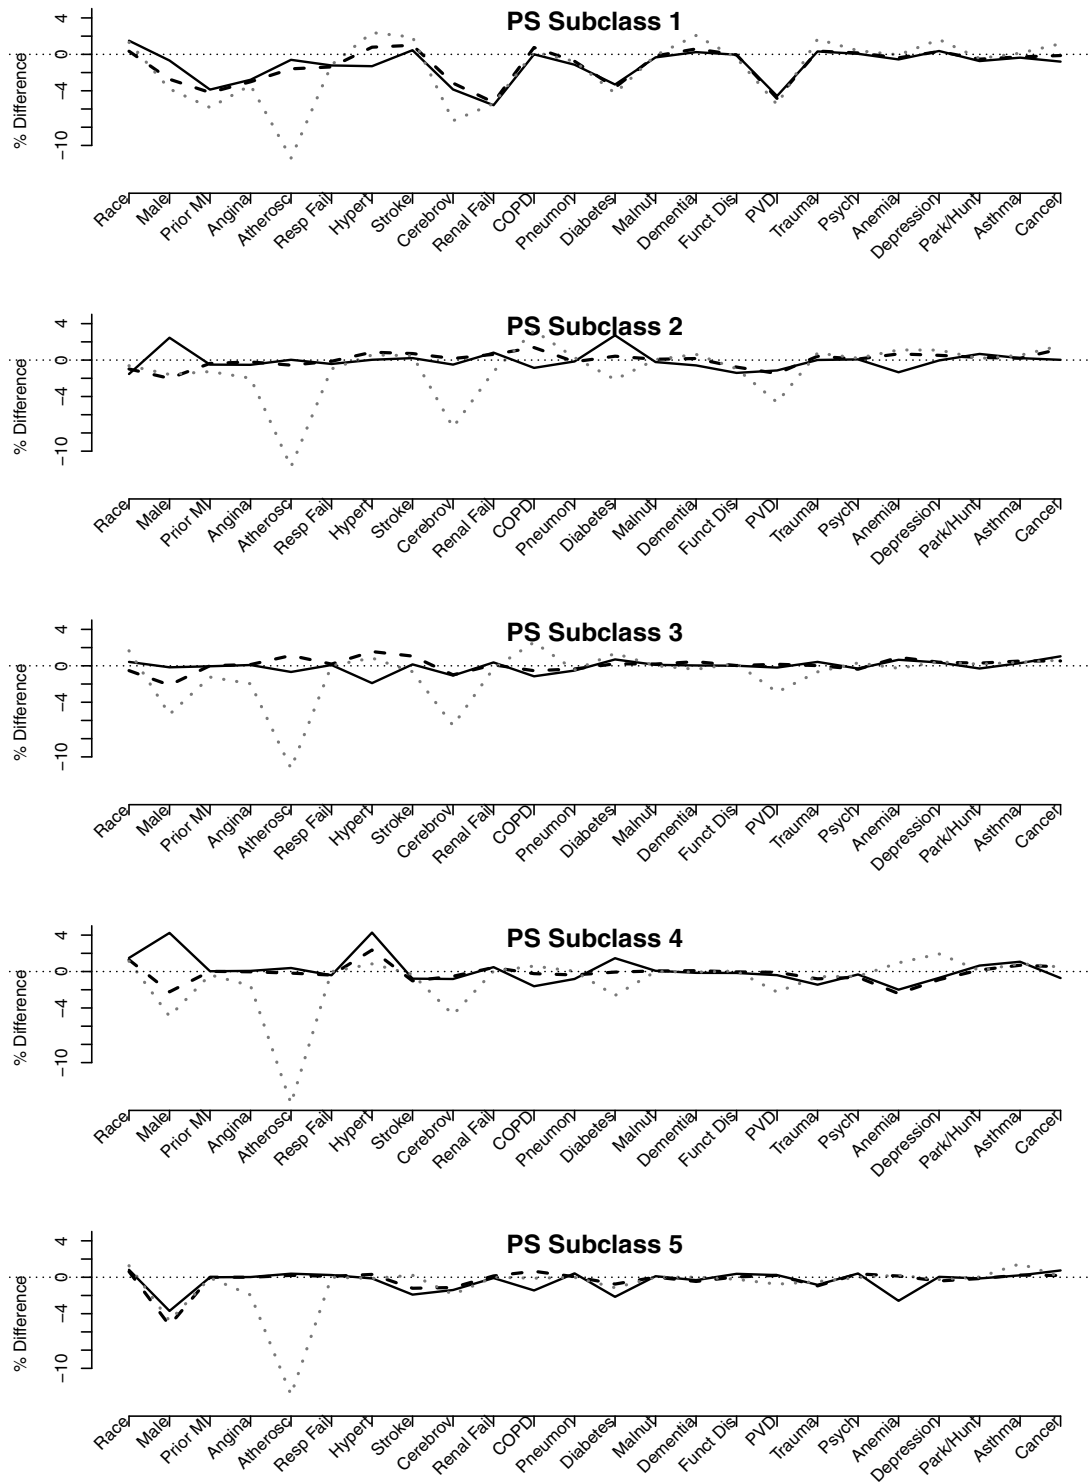 PS Subclass 1
% Difference
4
0
−4
−10
Race Male Prior MI Angina Atherosc Resp Fail Hypert Stroke Cerebrov Renal Fail COPD Pneumon Diabetes Malnut Dementia Funct Dis PVD Trauma Psych Anemia Depression Park/Hunt Asthma Cancer
PS Subclass 2
% Difference
4
0
−4
−10
Race Male Prior MI Angina Atherosc Resp Fail Hypert Stroke Cerebrov Renal Fail COPD Pneumon Diabetes Malnut Dementia Funct Dis PVD Trauma Psych Anemia Depression Park/Hunt Asthma Cancer
PS Subclass 3
% Difference
4
0
−4
−10
Race Male Prior MI Angina Atherosc Resp Fail Hypert Stroke Cerebrov Renal Fail COPD Pneumon Diabetes Malnut Dementia Funct Dis PVD Trauma Psych Anemia Depression Park/Hunt Asthma Cancer
PS Subclass 4
% Difference
4
0
−4
−10
Race Male Prior MI Angina Atherosc Resp Fail Hypert Stroke Cerebrov Renal Fail COPD Pneumon Diabetes Malnut Dementia Funct Dis PVD Trauma Psych Anemia Depression Park/Hunt Asthma Cancer
PS Subclass 5
% Difference
4
0
−4
−10
Race Male Prior MI Angina Atherosc Resp Fail Hypert Stroke Cerebrov Renal Fail COPD Pneumon Diabetes Malnut Dementia Funct Dis PVD Trauma Psych Anemia Depression Park/Hunt Asthma Cancer